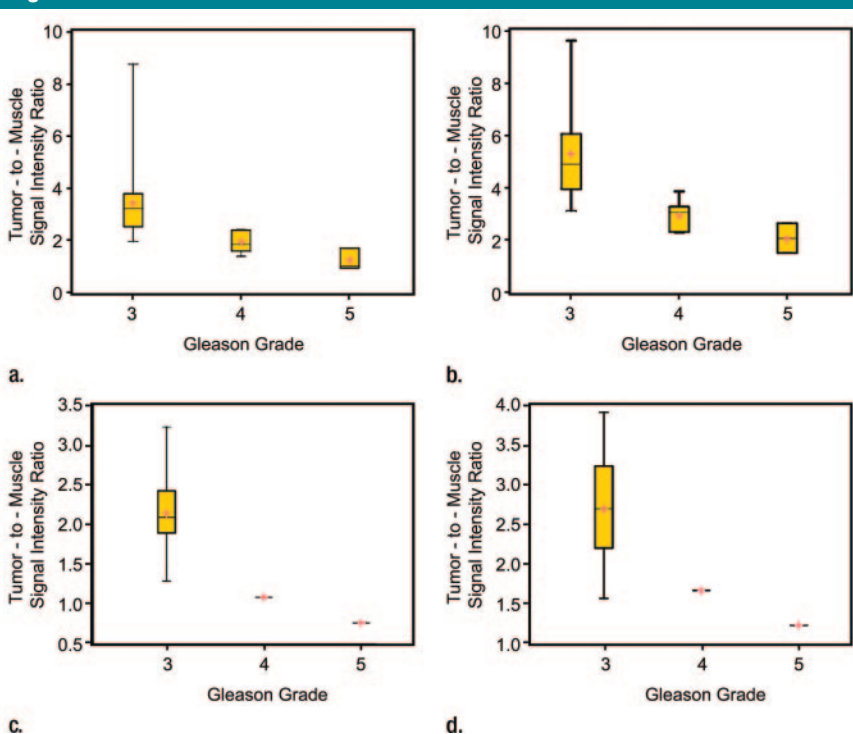 10
8
6
4
2
0
Tumor - to - Muscle
Signal Intensity Ratio
3 4 5
Gleason Grade
a.
10
8
6
4
2
0
Tumor - to - Muscle
Signal Intensity Ratio
3 4 5
Gleason Grade
b.
3.5
3.0
2.5
2.0
1.5
1.0
0.5
Tumor - to - Muscle
Signal Intensity Ratio
3 4 5
Gleason Grade
c.
4.0
3.5
3.0
2.5
2.0
1.5
1.0
Tumor - to - Muscle
Signal Intensity Ratio
3 4 5
Gleason Grade
d.